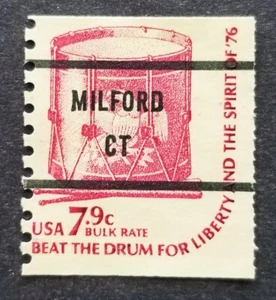 MILFORD
CT
USA 7.9c
BULK RATE
BEAT THE DRUM FOR LIBERTY AND THE SPIRIT OF '76